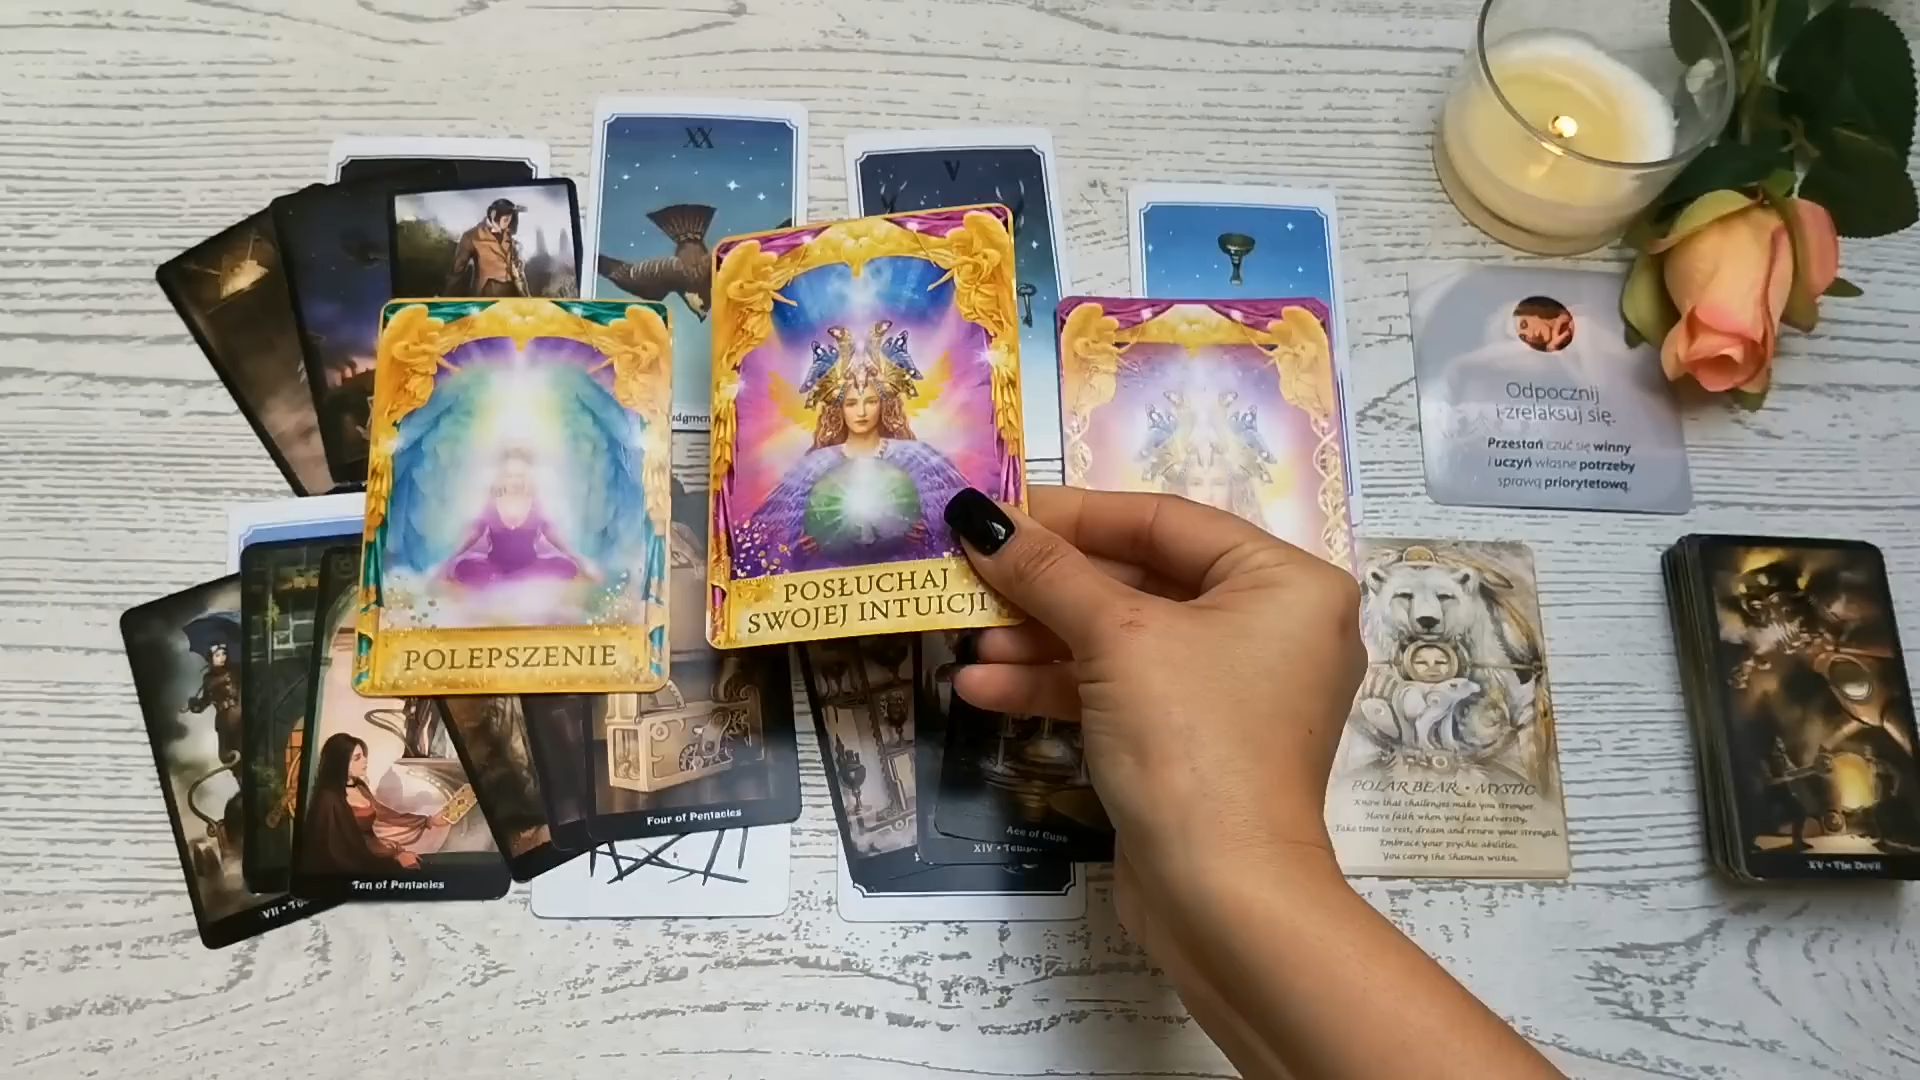 XX
V
Odpocznij
i zrelaksuj się.
Przestań czuć się winny
i uczyń własne potrzeby
sprawą priorytetową.
POSŁUCHAJ
SWOJEJ INTUICJI
POLEPSZENIE
POLAR BEAR • MYSTIC
Know that challenges make you stronger.
Have faith when you face adversity.
Take time to rest, dream and renew your strength.
Embrace your psychic abilities.
You carry the Shaman within.
Four of Pentacles
Ace of Cups
XIV •
XV • The Devil
Ten of Pentacles
VII •